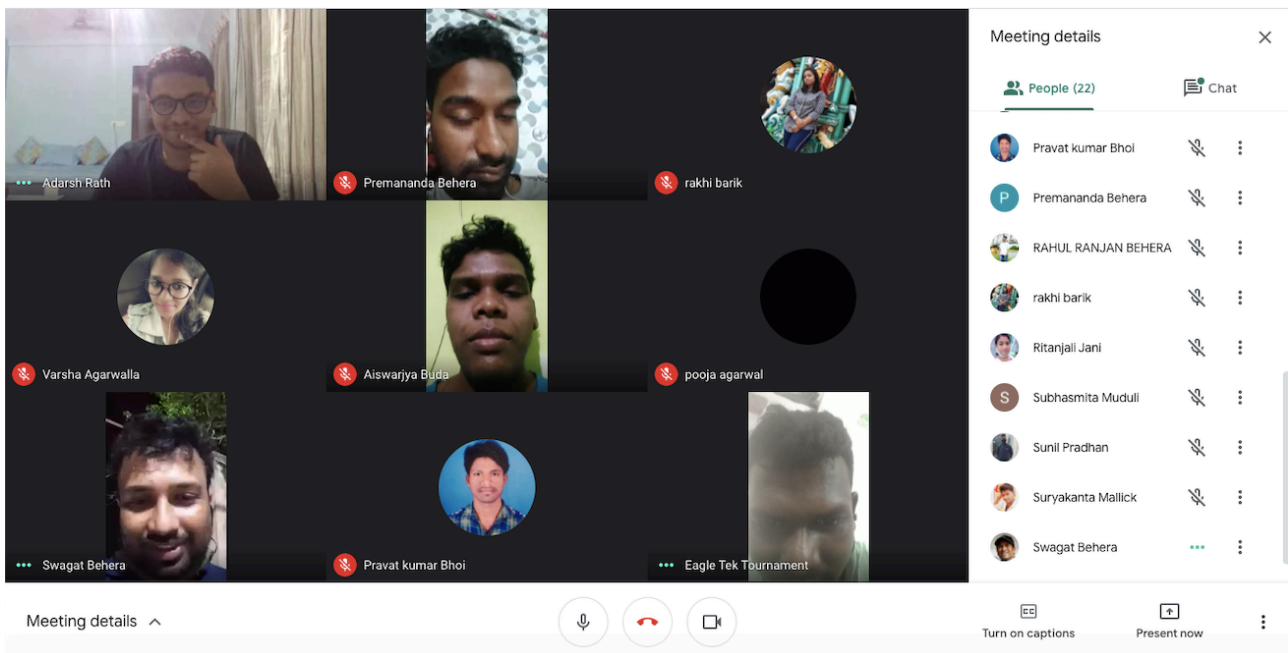 Adarsh Rath
Premananda Behera
rakhi barik
Varsha Agarwalla
Aiswarjya Buda
pooja agarwal
Swagat Behera
Pravat kumar Bhoi
Eagle Tek Tournament
Meeting details
People (22)
Chat
Pravat kumar Bhoi
P
Premananda Behera
RAHUL RANJAN BEHERA
rakhi barik
Ritanjali Jani
S
Subhasmita Muduli
Sunil Pradhan
Suryakanta Mallick
Swagat Behera
Meeting details
CC
Turn on captions
Present now